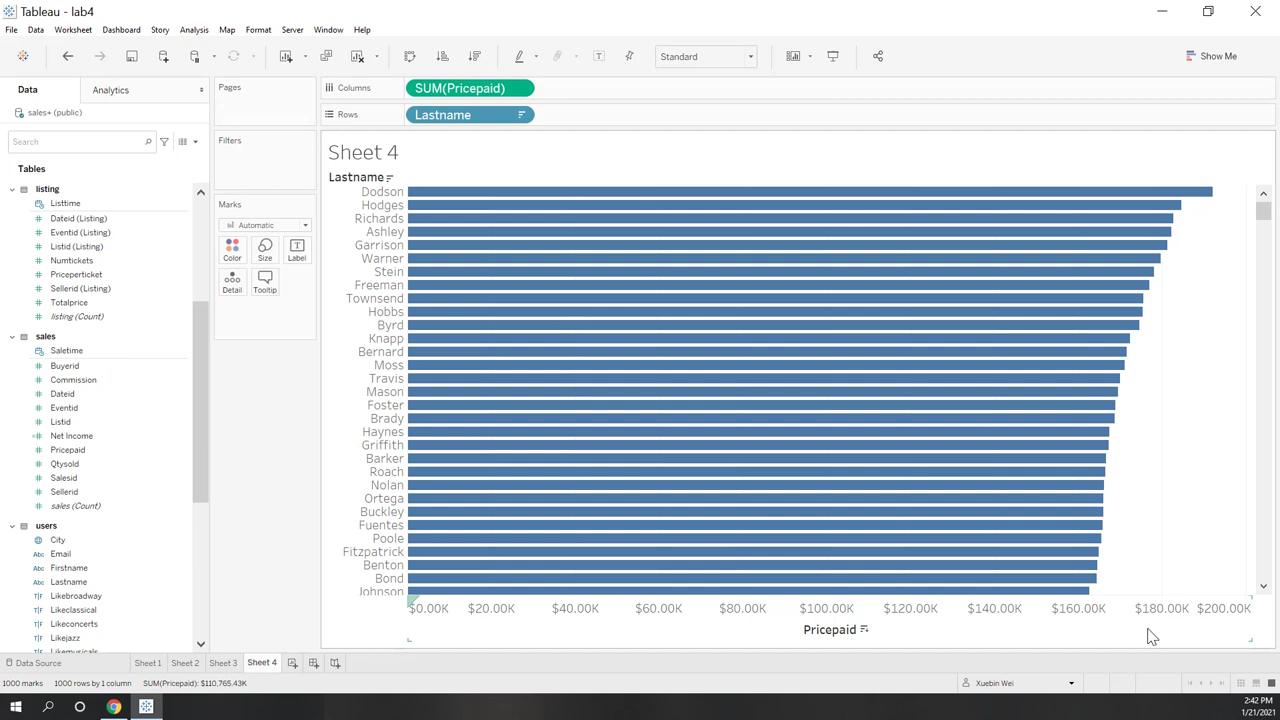 Tableau - lab4
File Data Worksheet Dashboard Story Analysis Map Format Server Window Help
Standard
Show Me
Data
Analytics
sales+ (public)
Search
Tables
listing
Listtime
Dateid (Listing)
Eventid (Listing)
Listid (Listing)
Numtickets
Priceperticket
Sellerid (Listing)
Totalprice
listing (Count)
sales
Saletime
Buyerid
Commission
Dateid
Eventid
Listid
Net Income
Pricepaid
Qtysold
Salesid
Sellerid
sales (Count)
users
City
Abc Email
Abc Firstname
Abc Lastname
T|F Likebroadway
T|F Likeclassical
T|F Likeconcerts
T|F Likejazz
Likemusicals
Pages
Filters
Marks
Automatic
Color Size Label
Detail Tooltip
Columns SUM(Pricepaid)
Rows Lastname
Sheet 4
Lastname
Dodson
Hodges
Richards
Ashley
Garrison
Warner
Stein
Freeman
Townsend
Hobbs
Byrd
Knapp
Bernard
Moss
Travis
Mason
Foster
Brady
Haynes
Griffith
Barker
Roach
Nolan
Ortega
Buckley
Fuentes
Poole
Fitzpatrick
Benton
Bond
Johnson
$0.00K $20.00K $40.00K $60.00K $80.00K $100.00K $120.00K $140.00K $160.00K $180.00K $200.00K
Pricepaid
Data Source Sheet 1 Sheet 2 Sheet 3 Sheet 4
1000 marks 1000 rows by 1 column SUM(Pricepaid): $110,765.43K
Xuebin Wei
2:42 PM
1/21/2021